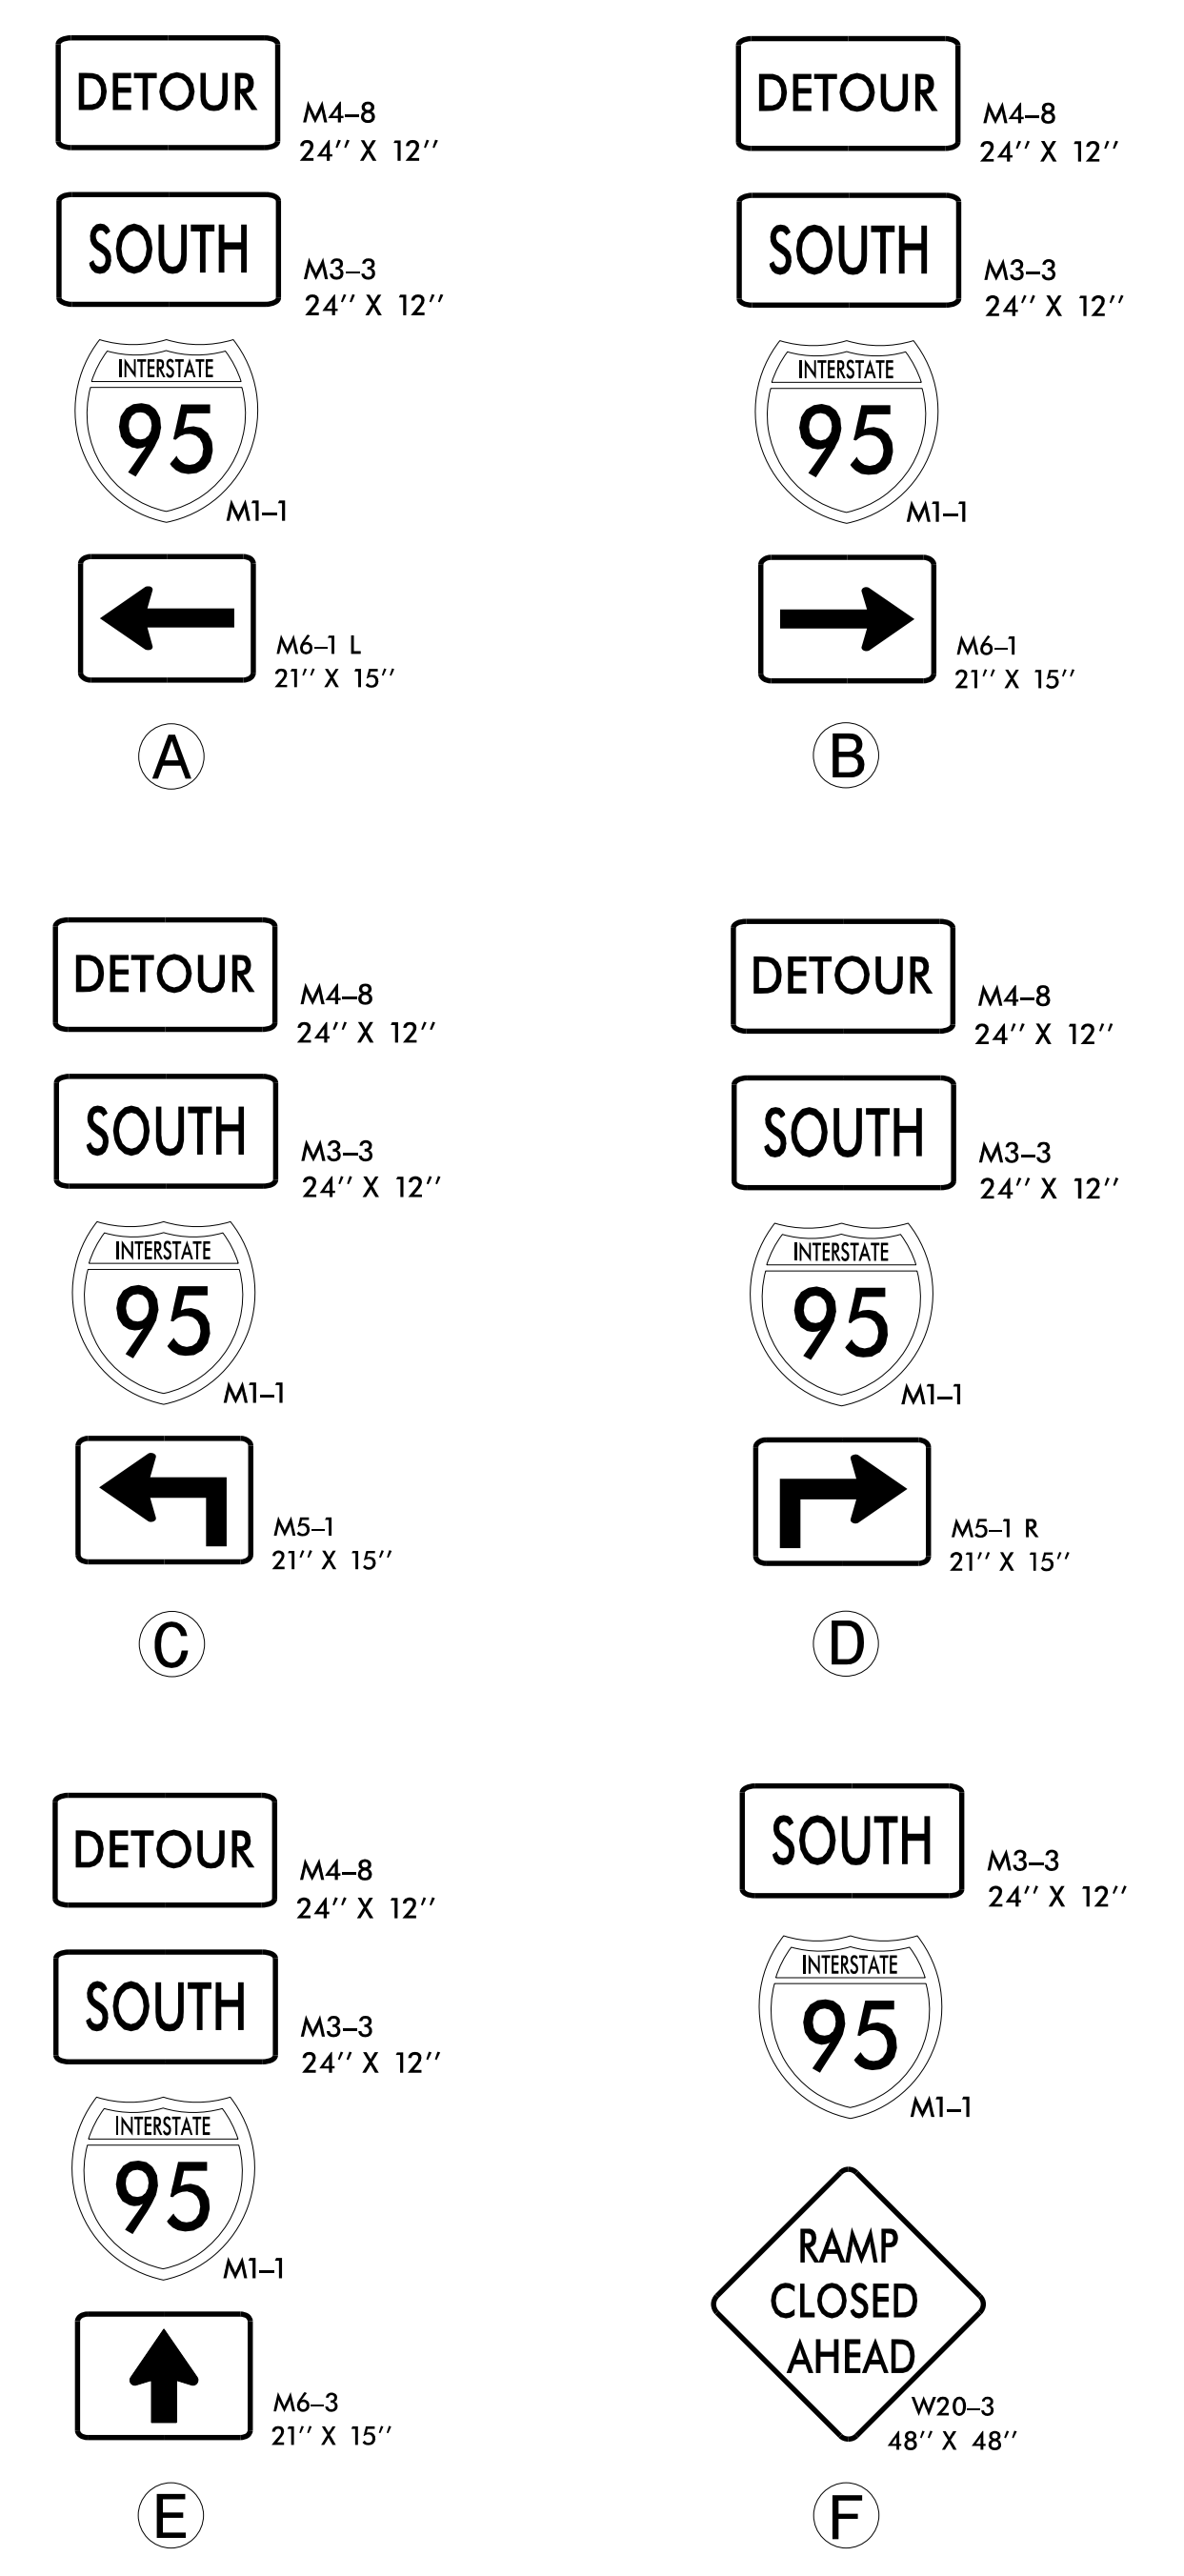 DETOUR
M4-8
24'' X 12''
SOUTH
M3-3
24'' X 12''
INTERSTATE
95
M1-1
M6-1 L
21'' X 15''
A
DETOUR
M4-8
24'' X 12''
SOUTH
M3-3
24'' X 12''
INTERSTATE
95
M1-1
M6-1
21'' X 15''
B
DETOUR
M4-8
24'' X 12''
SOUTH
M3-3
24'' X 12''
INTERSTATE
95
M1-1
M5-1
21'' X 15''
C
DETOUR
M4-8
24'' X 12''
SOUTH
M3-3
24'' X 12''
INTERSTATE
95
M1-1
M5-1 R
21'' X 15''
D
DETOUR
M4-8
24'' X 12''
SOUTH
M3-3
24'' X 12''
INTERSTATE
95
M1-1
M6-3
21'' X 15''
E
SOUTH
M3-3
24'' X 12''
INTERSTATE
95
M1-1
RAMP
CLOSED
AHEAD
W20-3
48'' X 48''
F